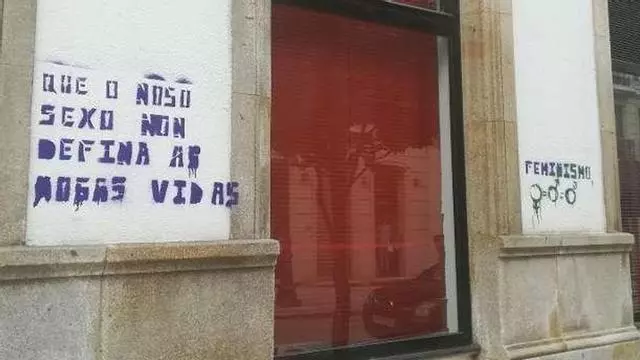 QUE O NOSO
SEXO NON
DEFINA AS
NOSAS VIDAS
FEMINISMO
♀=♂=♀